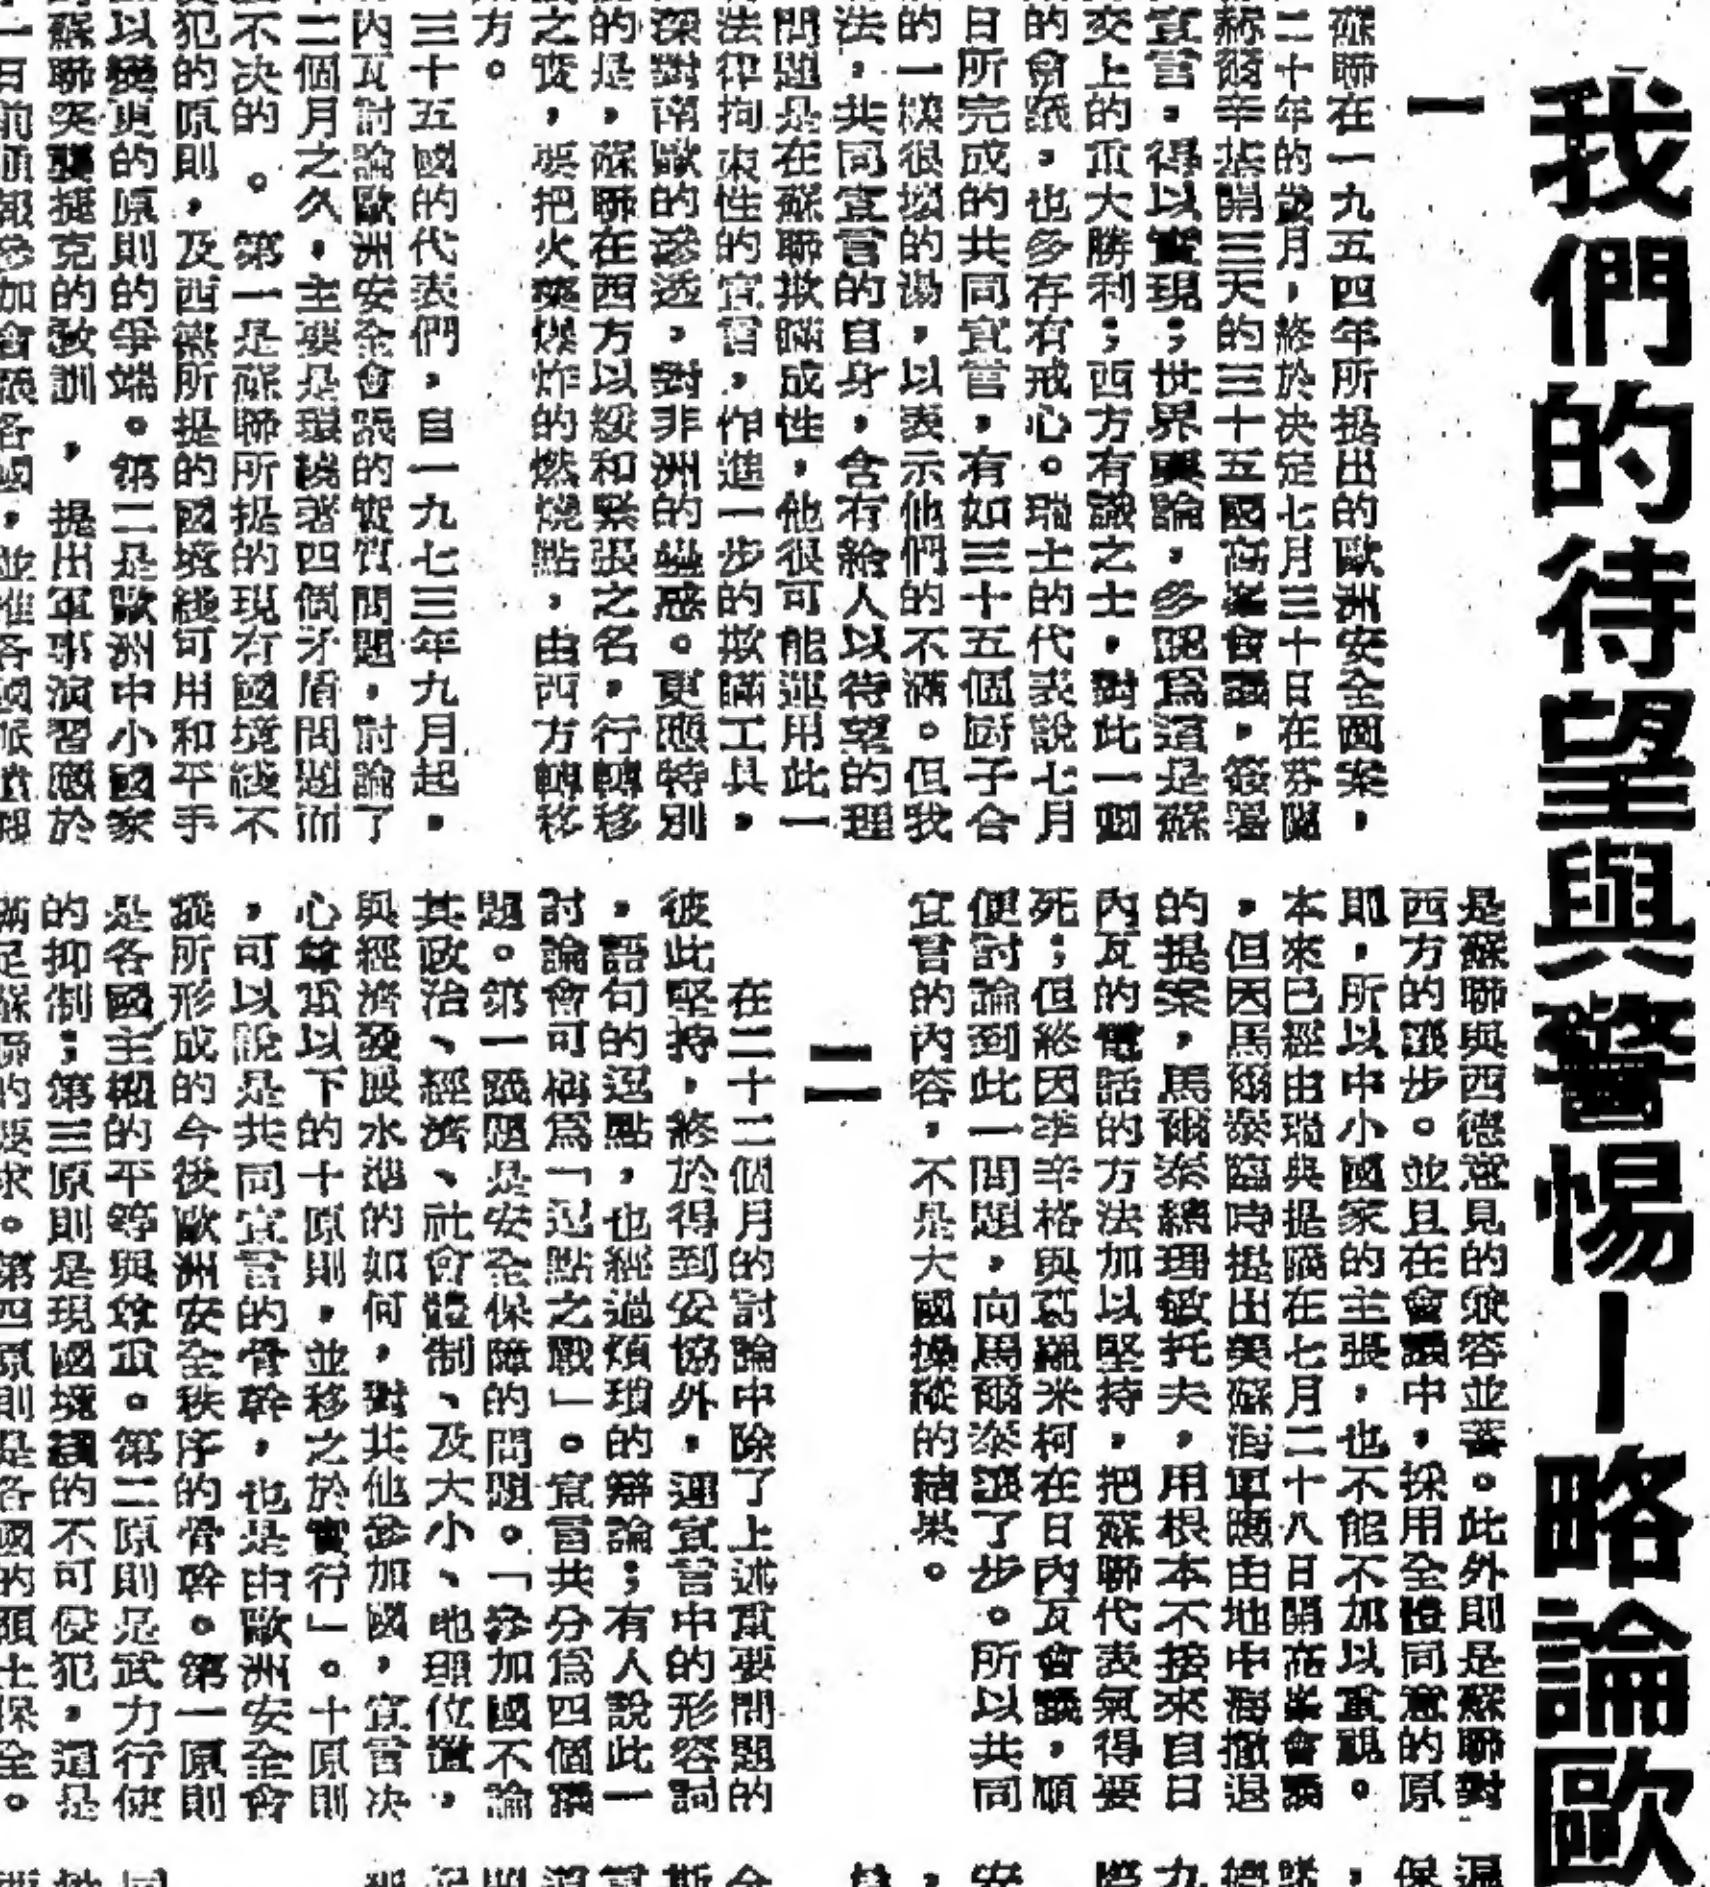 我們的待望與警惕—略論歐
一
蘇聯在一九五四年所提出的歐洲安全案,
二十年的歲月,終於決定七月三十日在芬蘭
赫爾辛基開三天的三十五國高峯會議,簽署
宣言,得以實現;世界輿論,多認爲這是蘇
交上的重大勝利;西方有識之士,對此一個
的會議,也多存有戒心。瑞士的代表說七月
日所完成的共同宣言,有如三十五個厨子合
的一樣很壞的湯,以表示他們的不滿。但我
法,共同宣言的自身,含有給人以待望的理
問題是在蘇聯欺瞞成性,他很可能運用此一
法律拘束性的宣言,作進一步的欺瞞工具,
深對南歐的滲透,對非洲的蠱惑。更應特別
的是,蘇聯在西方以緩和緊張之名,行轉移
之實,要把火藥爆炸的燃燒點,由西方轉移
方。
三十五國的代表們,自一九七三年九月起,
內瓦討論歐洲安全會議的實質問題,討論了
二個月之久,主要是環繞著四個矛盾問題而
不決的。第一是蘇聯所提的現有國境綫不
犯的原則,及西德所提的國境綫可用和平手
以變更的原則的爭端。第二是歐洲中小國家
蘇聯突襲捷克的教訓,提出軍事演習應於
一日前預報參加會議各國,並准各國派員觀
是蘇聯與西德意見的兼容並蓄。此外則是蘇聯對
西方的讓步。並且在會議中,採用全體同意的原
則,所以中小國家的主張,也不能不加以重視。
本來已經由瑞典提議在七月二十八日開高峯會議
,但因馬爾泰臨時提出美蘇海軍應由地中海撤退
的提案,馬爾泰總理敏托夫,用根本不接來自日
內瓦的電話的方法加以堅持,把蘇聯代表氣得要
死;但終因季辛格與葛羅米柯在日內瓦會議,順
便討論到此一問題,向馬爾泰讓了步。所以共同
宣言的內容,不是大國操縱的結果。
二
在二十二個月的討論中除了上述重要問題的
彼此堅持,終於得到妥協外,連宣言中的形容詞
,語句的逗點,也經過煩瑣的辯論;有人說此一
討論會可稱爲「逗點之戰」。宣言共分爲四個議
題。第一議題是安全保障的問題。「參加國不論
其政治、經濟、社會體制、及大小、地理位置,
與經濟發展水準的如何,對其他參加國,宣言決
心尊重以下的十原則,並移之於實行」。十原則
,可以說是共同宣言的骨幹,也是由歐洲安全會
議所形成的今後歐洲安全秩序的骨幹。第一原則
是各國主權的平等與尊重。第二原則是武力行使
的抑制;第三原則是現國境線的不可侵犯,這是
滿足蘇聯的要求。第四原則是各國的領土保全。